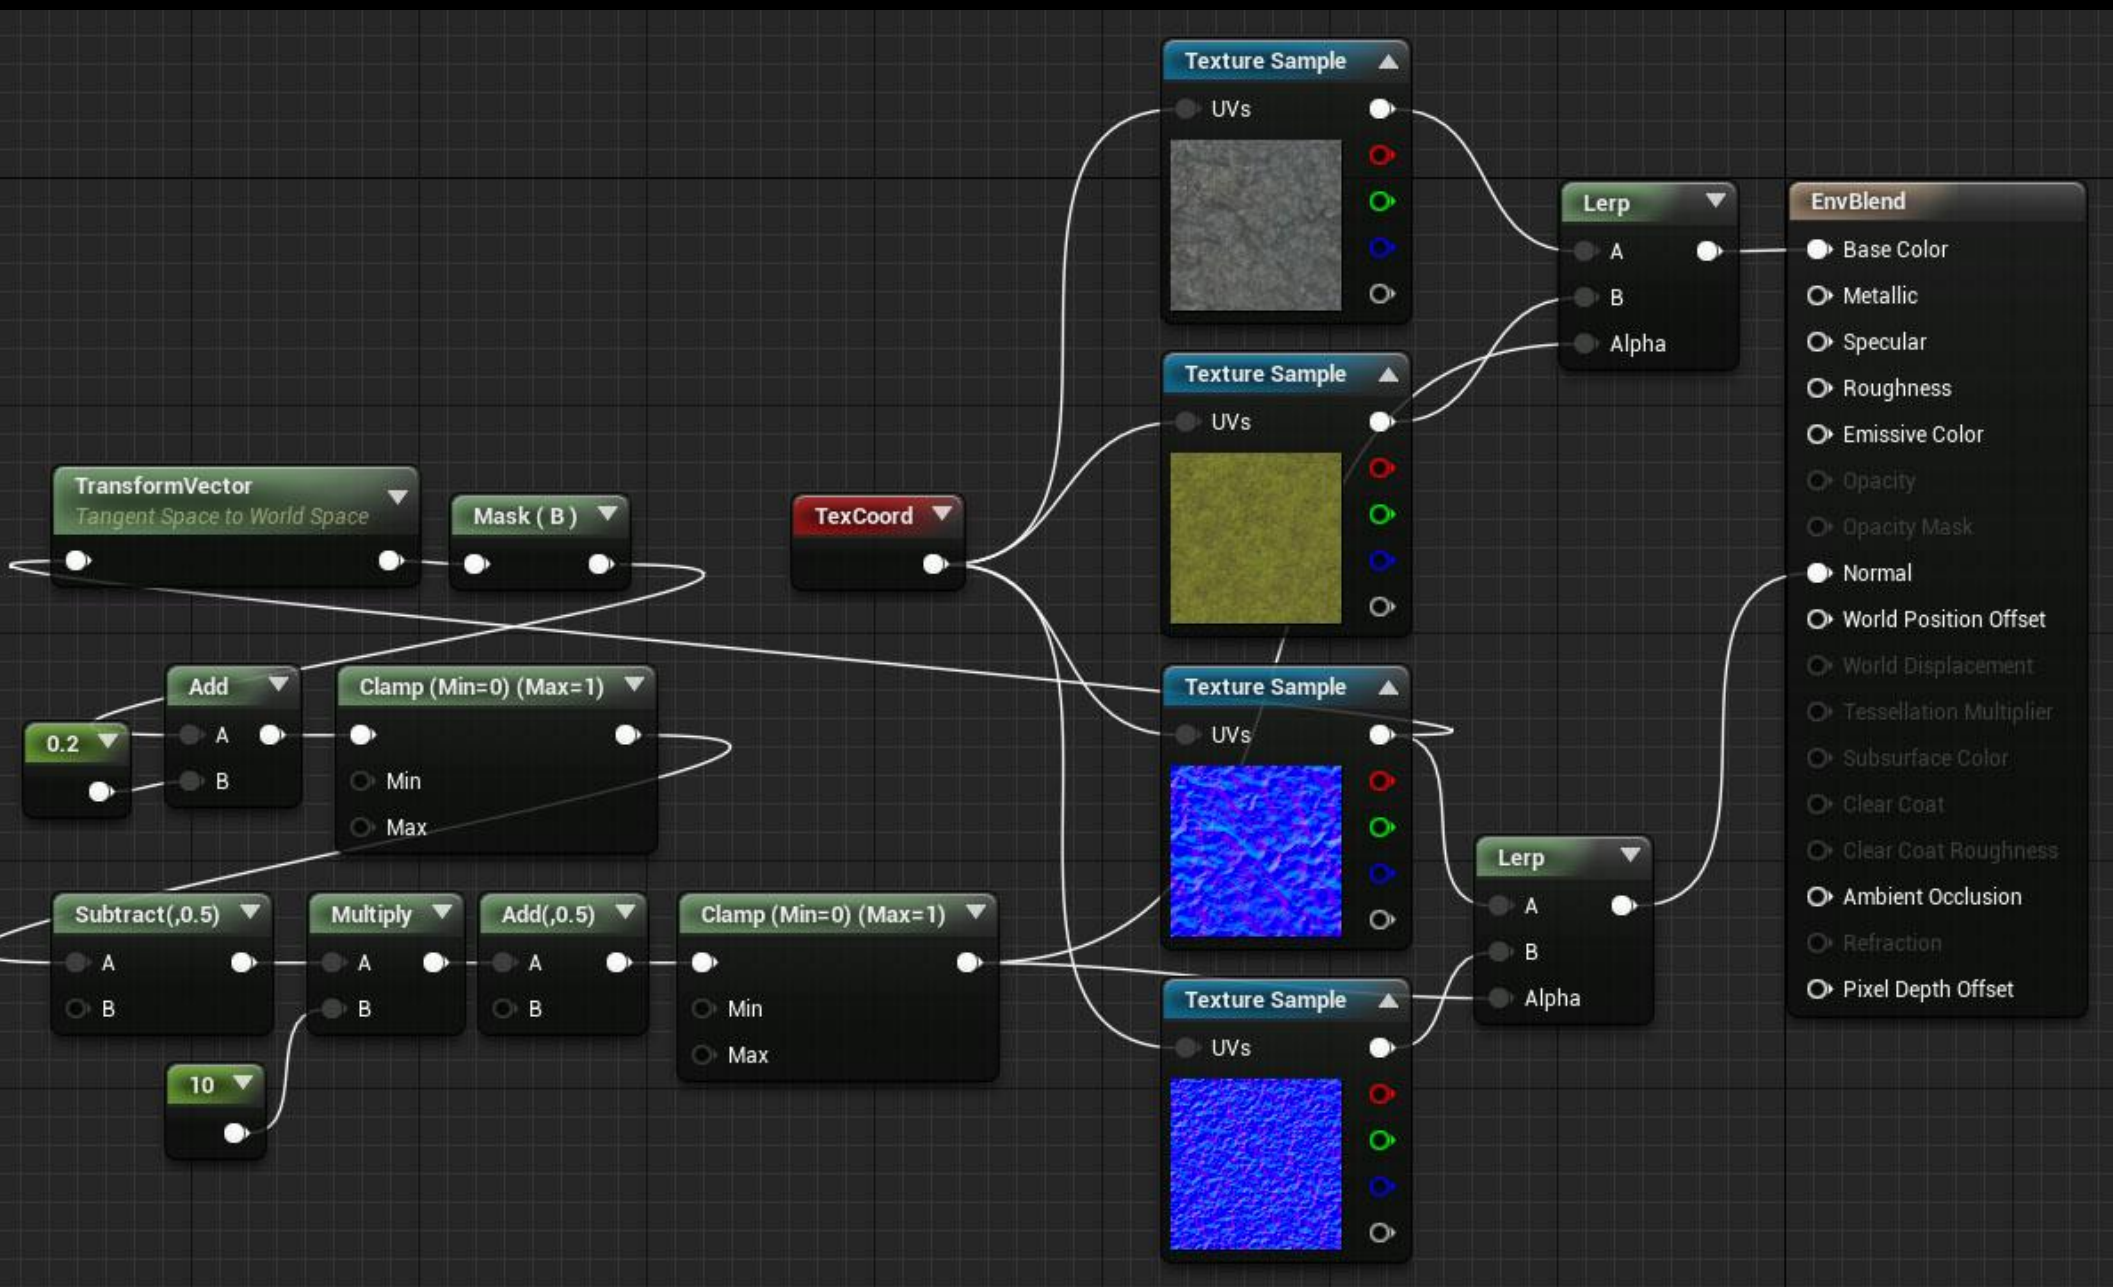 Texture Sample
UVs
Texture Sample
UVs
Lerp
A
B
Alpha
EnvBlend
Base Color
Metallic
Specular
Roughness
Emissive Color
Opacity
Opacity Mask
Normal
World Position Offset
World Displacement
Tessellation Multiplier
Subsurface Color
Clear Coat
Clear Coat Roughness
Ambient Occlusion
Refraction
Pixel Depth Offset
TransformVector
Tangent Space to World Space
Mask ( B )
TexCoord
0.2
Add
A
B
Clamp (Min=0) (Max=1)
Min
Max
Texture Sample
UVs
Lerp
A
B
Alpha
Subtract(,0.5)
A
B
Multiply
A
B
Add(,0.5)
A
B
Clamp (Min=0) (Max=1)
Min
Max
10
Texture Sample
UVs